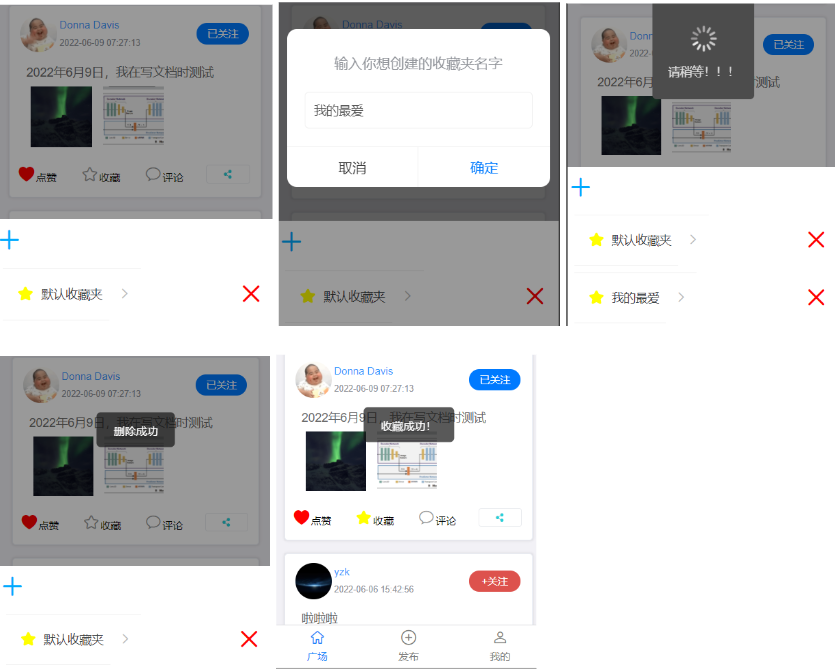 Donna Davis
已关注
2022-06-09 07:27:13
2022年6月9日，我在写文档时测试
点赞
收藏
评论
默认收藏夹
Donna Davis
输入你想创建的收藏夹名字
我的最爱
取消
确定
默认收藏夹
已关注
请稍等！！！
默认收藏夹
我的最爱
Donna Davis
已关注
2022-06-09 07:27:13
2022年6月9日，我在写文档时测试
删除成功
点赞
收藏
评论
默认收藏夹
Donna Davis
已关注
2022-06-09 07:27:13
2022年6月9日，我在写文档时测试
收藏成功！
点赞
收藏
评论
yzk
+关注
2022-06-06 15:42:56
啦啦啦
广场
发布
我的